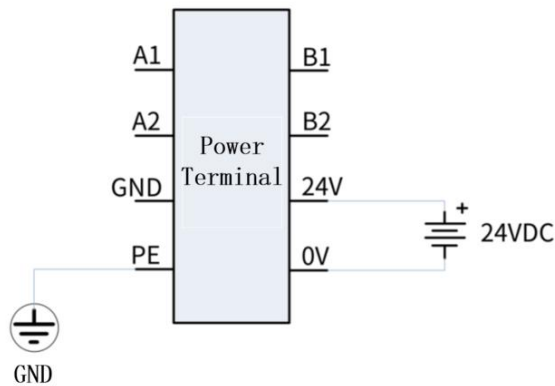 A1 B1
A2 B2
Power
Terminal
GND 24V
+
24VDC
PE 0V
GND